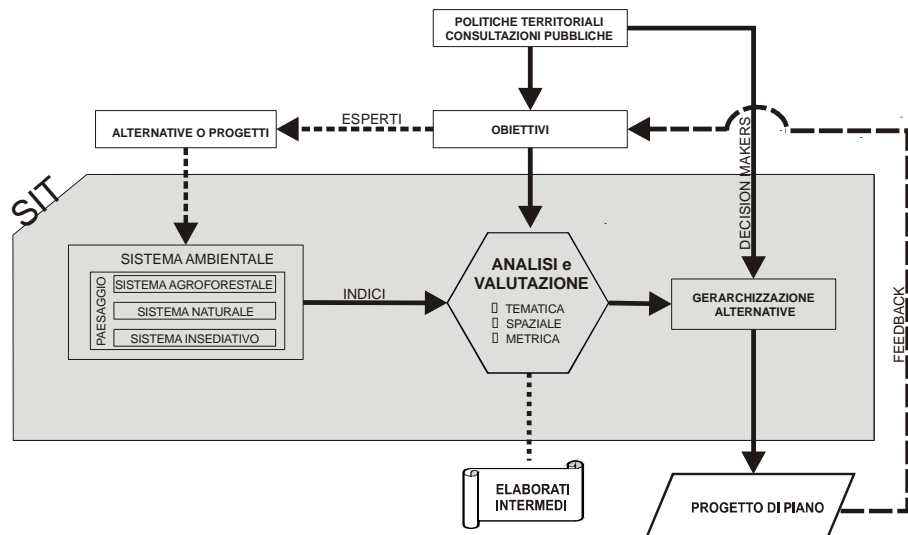 POLITICHE TERRITORIALI
CONSULTAZIONI PUBBLICHE
ESPERTI
ALTERNATIVE O PROGETTI
OBIETTIVI
DECISION MAKERS
SIT
SISTEMA AMBIENTALE
PAESAGGIO
SISTEMA AGROFORESTALE
SISTEMA NATURALE
SISTEMA INSEDIATIVO
INDICI
ANALISI e
VALUTAZIONE
TEMATICA
SPAZIALE
METRICA
GERARCHIZZAZIONE
ALTERNATIVE
FEEDBACK
ELABORATI
INTERMEDI
PROGETTO DI PIANO